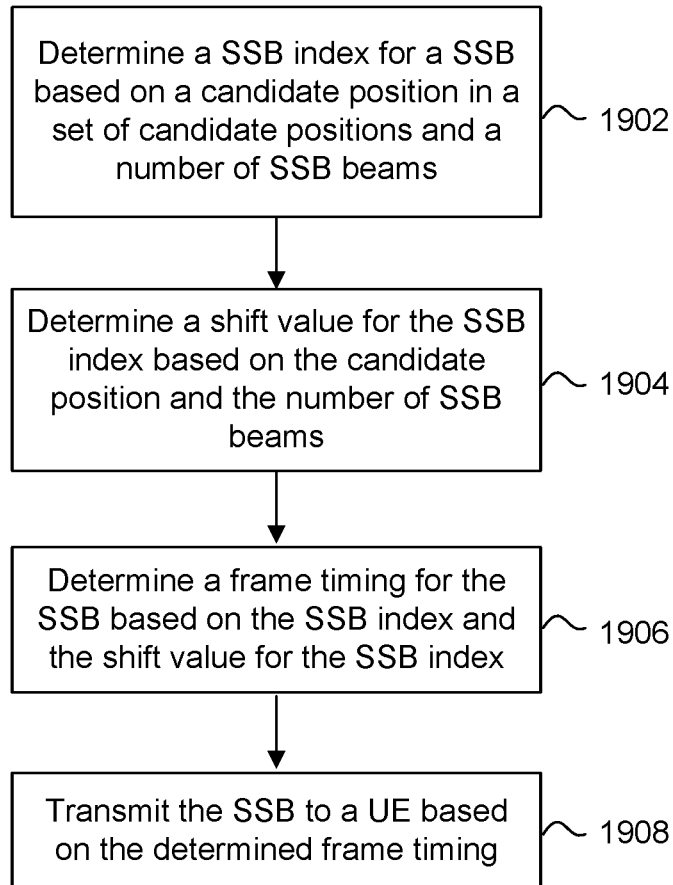 Determine a SSB index for a SSB
based on a candidate position in a
set of candidate positions and a
number of SSB beams
1902
Determine a shift value for the SSB
index based on the candidate
position and the number of SSB
beams
1904
Determine a frame timing for the
SSB based on the SSB index and
the shift value for the SSB index
1906
Transmit the SSB to a UE based
on the determined frame timing
1908